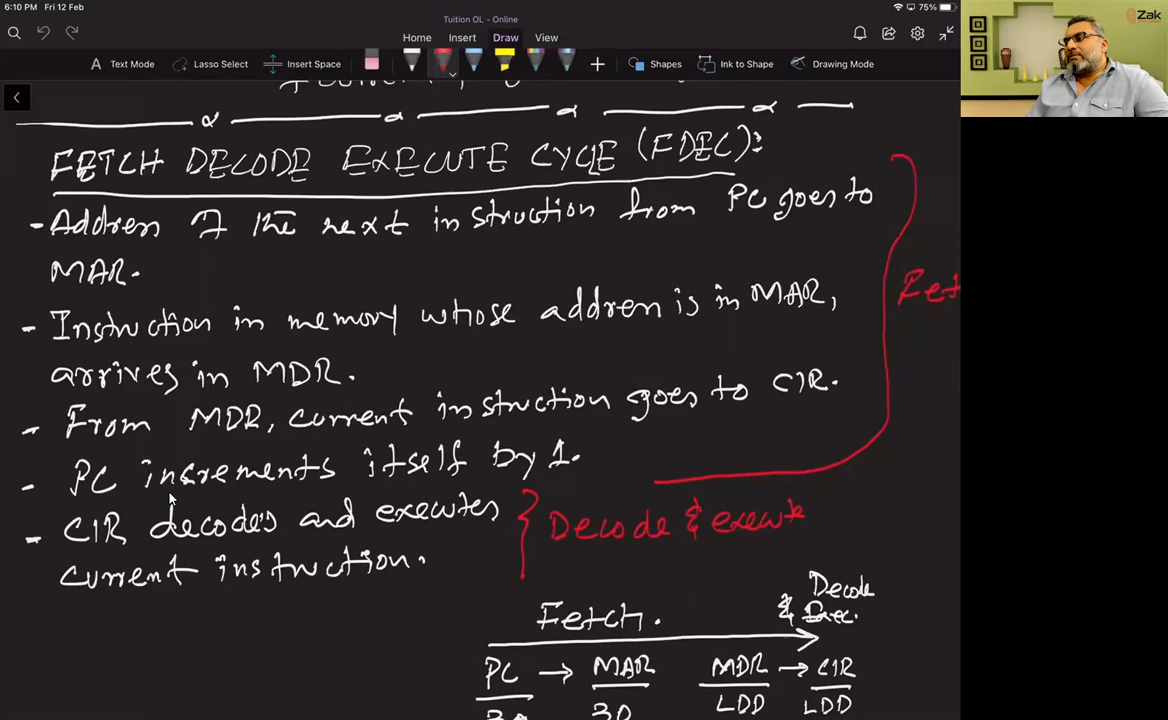 6:10 PM Fri 12 Feb
75%
Tuition OL - Online
Home Insert Draw View
Text Mode Lasso Select Insert Space Shapes Ink to Shape Drawing Mode
Zak
FETCH DECODE EXECUTE CYCLE (FDEC):
- Address of the next instruction from PC goes to
MAR.
- Instruction in memory whose address is in MAR,
arrives in MDR.
- From MDR, current instruction goes to CIR.
- PC increments itself by 1.
- CIR decodes and executes
current instruction.
Fet
Decode & execute
Fetch.
Decode
& Exec.
PC → MAR MDR → CIR
30 30 LDD LDD